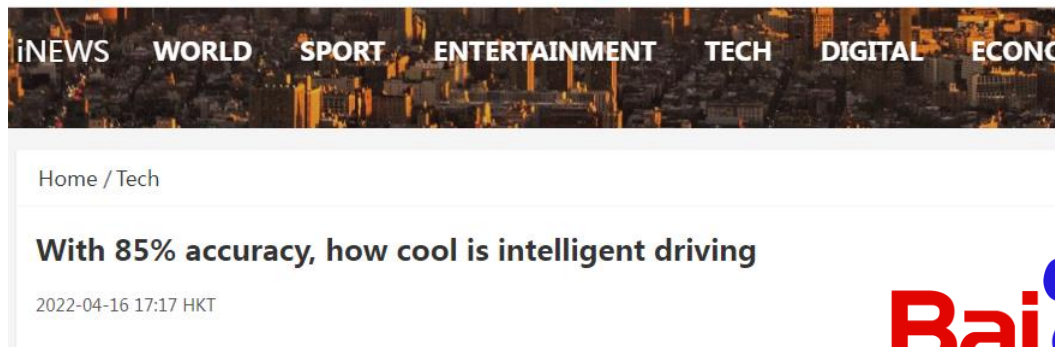 iNEWS WORLD SPORT ENTERTAINMENT TECH DIGITAL
Home / Tech
With 85% accuracy, how cool is intelligent driving
2022-04-16 17:17 HKT
Bai